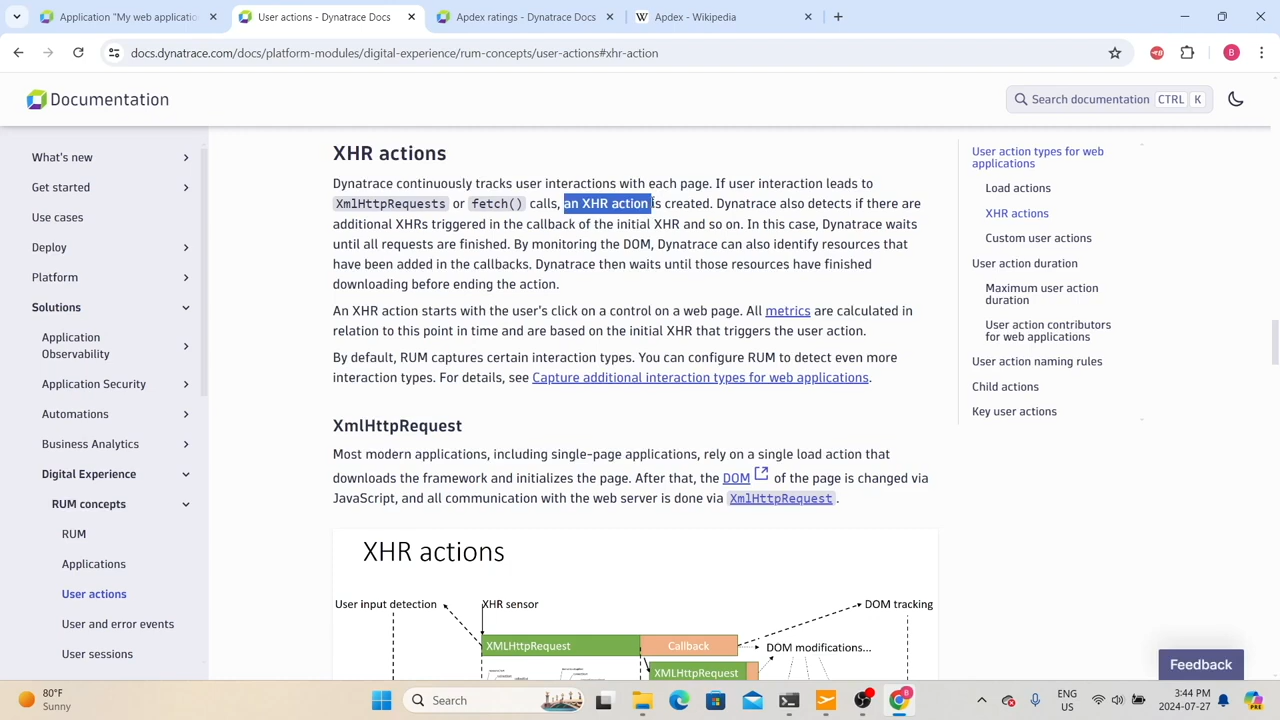 Application "My web applicatio
User actions - Dynatrace Docs
Apdex ratings - Dynatrace Docs
Apdex - Wikipedia
docs.dynatrace.com/docs/platform-modules/digital-experience/rum-concepts/user-actions#xhr-action
B
Documentation
Search documentation CTRL K
What's new
Get started
Use cases
Deploy
Platform
Solutions
Application
Observability
Application Security
Automations
Business Analytics
Digital Experience
RUM concepts
RUM
Applications
User actions
User and error events
User sessions
XHR actions
Dynatrace continuously tracks user interactions with each page. If user interaction leads to
XmlHttpRequests or fetch() calls, an XHR action is created. Dynatrace also detects if there are
additional XHRs triggered in the callback of the initial XHR and so on. In this case, Dynatrace waits
until all requests are finished. By monitoring the DOM, Dynatrace can also identify resources that
have been added in the callbacks. Dynatrace then waits until those resources have finished
downloading before ending the action.
An XHR action starts with the user's click on a control on a web page. All metrics are calculated in
relation to this point in time and are based on the initial XHR that triggers the user action.
By default, RUM captures certain interaction types. You can configure RUM to detect even more
interaction types. For details, see Capture additional interaction types for web applications.
XmlHttpRequest
Most modern applications, including single-page applications, rely on a single load action that
downloads the framework and initializes the page. After that, the DOM of the page is changed via
JavaScript, and all communication with the web server is done via XmlHttpRequest.
XHR actions
User input detection
XHR sensor
DOM tracking
XMLHttpRequest
Callback
DOM modifications...
XMLHttpRequest
User action types for web
applications
Load actions
XHR actions
Custom user actions
User action duration
Maximum user action
duration
User action contributors
for web applications
User action naming rules
Child actions
Key user actions
Feedback
80°F
Sunny
Search
ENG
CMS
3:44 PM
2024-07-27